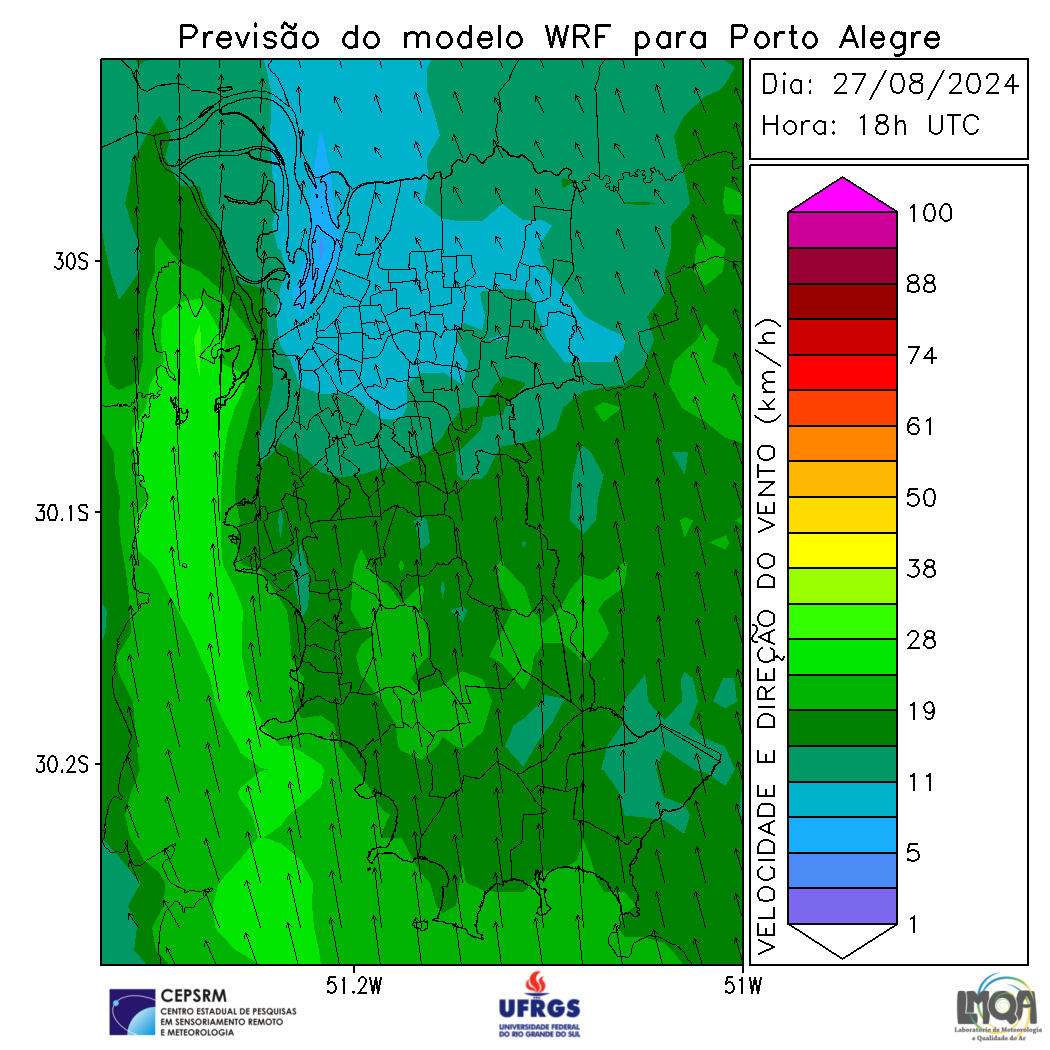 Previsão do modelo WRF para Porto Alegre
Dia: 27/08/2024
Hora: 18h UTC
30S
30.1S
30.2S
51.2W
51W
VELOCIDADE E DIREÇÃO DO VENTO (km/h)
100
88
74
61
50
38
28
19
11
5
1
CEPSRM
CENTRO ESTADUAL DE PESQUISAS
EM SENSORIAMENTO REMOTO
E METEOROLOGIA
UFRGS
UNIVERSIDADE FEDERAL
DO RIO GRANDE DO SUL
LMQA
Laboratório de Meteorologia
e Qualidade do Ar